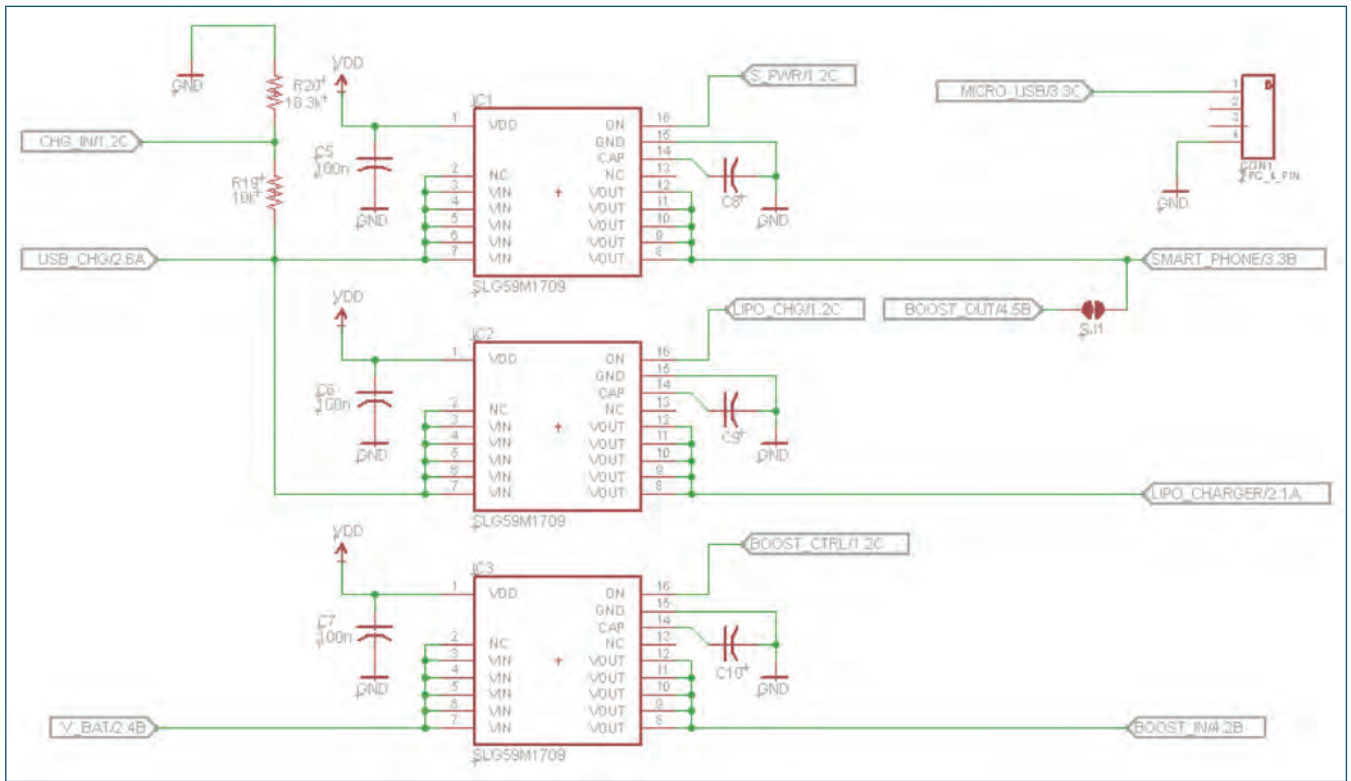 GND
R20
18.3k
CHG_IN/1.2C
R19
10k
USB_CHG/2.6A
VDD
C5
100n
GND
IC1
1
VDD
2
NC
3
VIN
4
VIN
5
VIN
6
VIN
7
VIN
ON
16
GND
15
CAP
14
NC
13
VOUT
12
VOUT
11
VOUT
10
VOUT
9
VOUT
8
SLG59M1709
S_PWR/1.2C
C8
GND
MICRO_USB/3.3C
1
2
3
4
CON1
GND
SMART_PHONE/3.3B
BOOST_OUT/4.5B
SJ1
VDD
C6
100n
GND
IC2
1
VDD
2
NC
3
VIN
4
VIN
5
VIN
6
VIN
7
VIN
ON
16
GND
15
CAP
14
NC
13
VOUT
12
VOUT
11
VOUT
10
VOUT
9
VOUT
8
SLG59M1709
LIPO_CHG/1.2C
C9
GND
LIPO_CHARGER/2.1A
VDD
C7
100n
GND
V_BAT/2.4B
IC3
1
VDD
2
NC
3
VIN
4
VIN
5
VIN
6
VIN
7
VIN
ON
16
GND
15
CAP
14
NC
13
VOUT
12
VOUT
11
VOUT
10
VOUT
9
VOUT
8
SLG59M1709
BOOST_CTRL/1.2C
C10
GND
BOOST_IN/4.2B